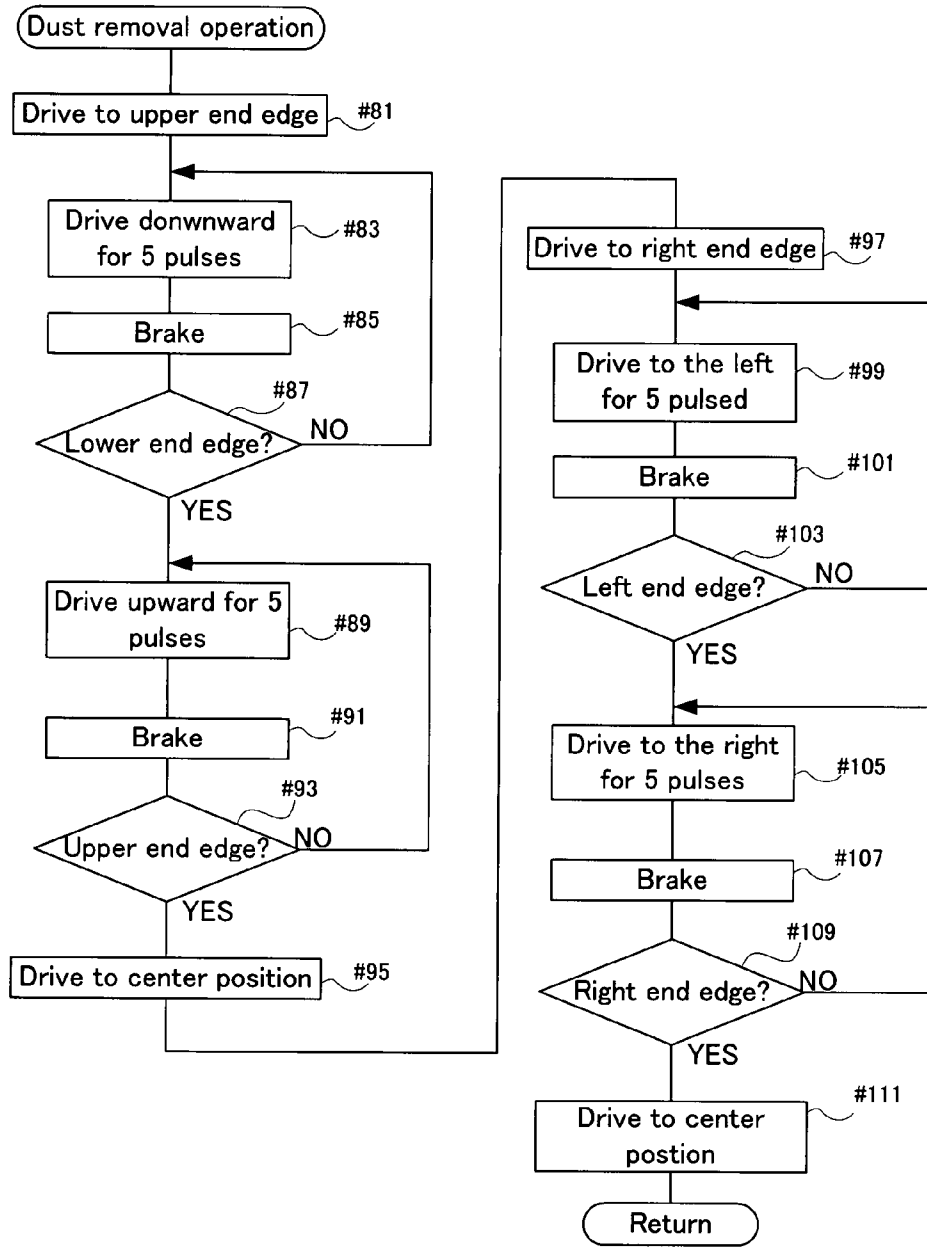 Dust removal operation
Drive to upper end edge
#81
Drive donwnward
for 5 pulses
#83
Brake
#85
#87
Lower end edge?
NO
YES
Drive upward for 5
pulses
#89
Brake
#91
#93
Upper end edge?
NO
YES
Drive to center position
#95
Drive to right end edge
#97
Drive to the left
for 5 pulsed
#99
Brake
#101
#103
Left end edge?
NO
YES
Drive to the right
for 5 pulses
#105
Brake
#107
#109
Right end edge?
NO
YES
Drive to center
postion
#111
Return